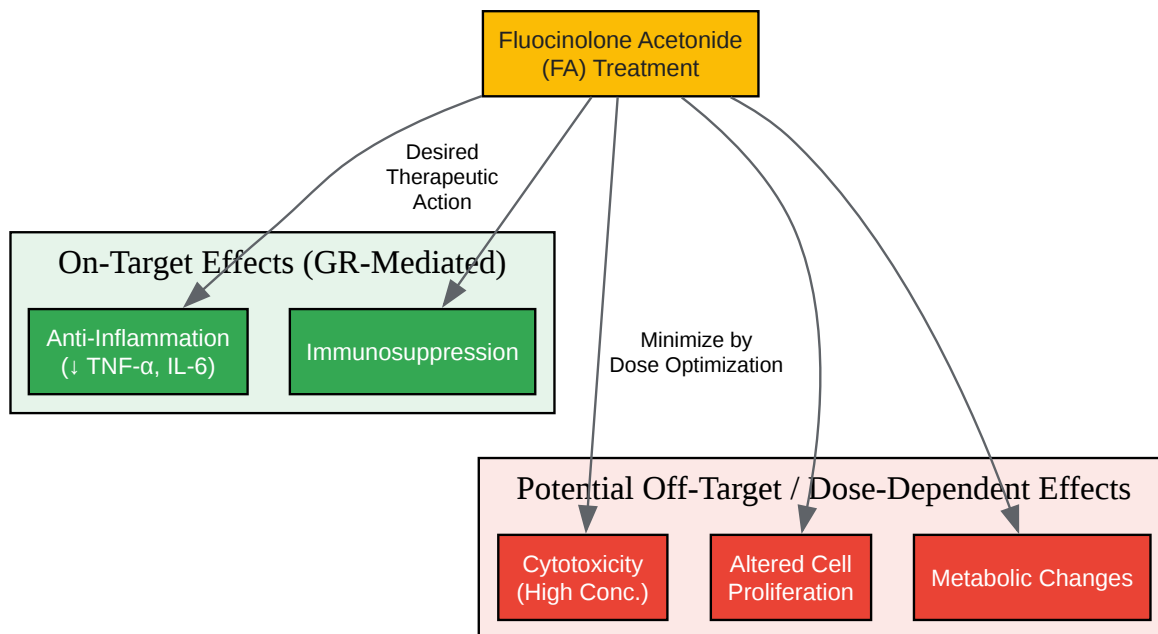 Fluocinolone Acetonide
(FA) Treatment
Desired
Therapeutic
Action
On-Target Effects (GR-Mediated)
Anti-Inflammation
(↓ TNF-α, IL-6)
Immunosuppression
Minimize by
Dose Optimization
Potential Off-Target / Dose-Dependent Effects
Cytotoxicity
(High Conc.)
Altered Cell
Proliferation
Metabolic Changes